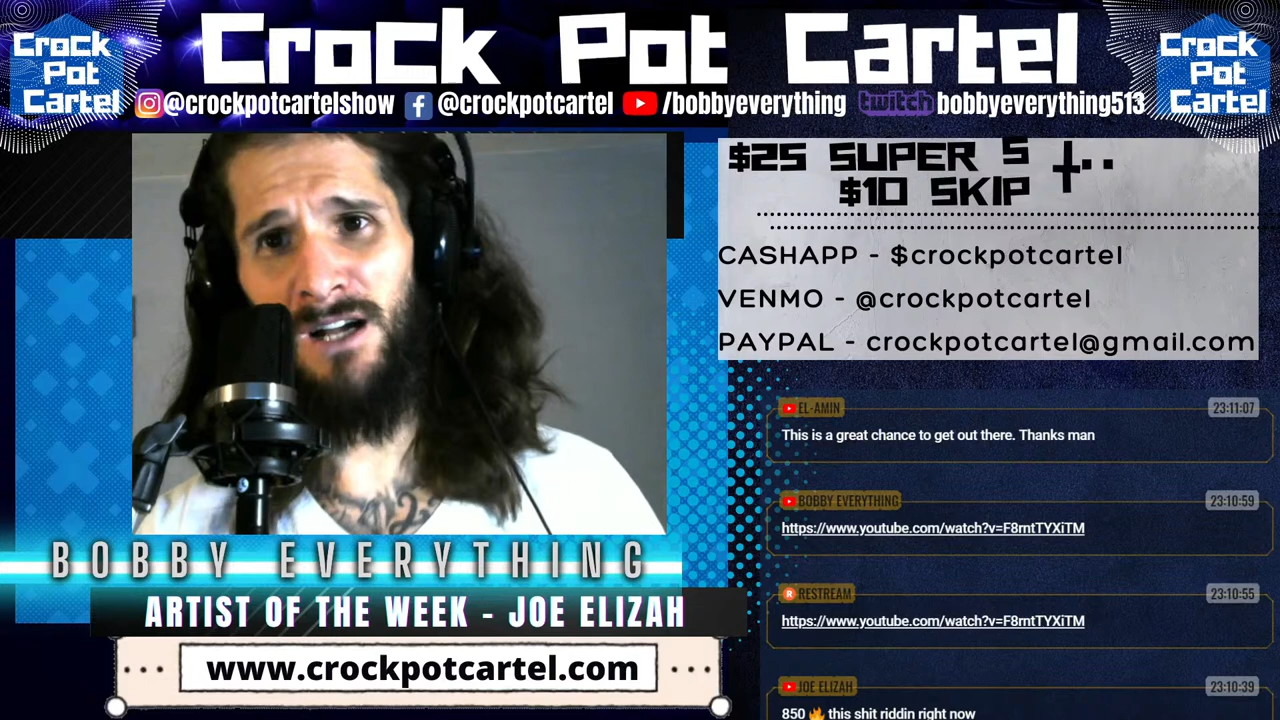 Crock Pot Cartel
Crock
Pot
Cartel
Crock
Pot
Cartel
@crockpotcartelshow @crockpotcartel /bobbyeverything twitch bobbyeverything513
$25 SUPER 5 +..
$10 SKIP
CASHAPP - $crockpotcartel
VENMO - @crockpotcartel
PAYPAL - crockpotcartel@gmail.com
EL-AMIN 23:11:07
This is a great chance to get out there. Thanks man
BOBBY EVERYTHING 23:10:59
https://www.youtube.com/watch?v=F8rntTYXiTM
RESTREAM 23:10:55
https://www.youtube.com/watch?v=F8rntTYXiTM
JOE ELIZAH 23:10:39
850 🔥 this shit riddin right now
BOBBY EVERYTHING
ARTIST OF THE WEEK - JOE ELIZAH
www.crockpotcartel.com